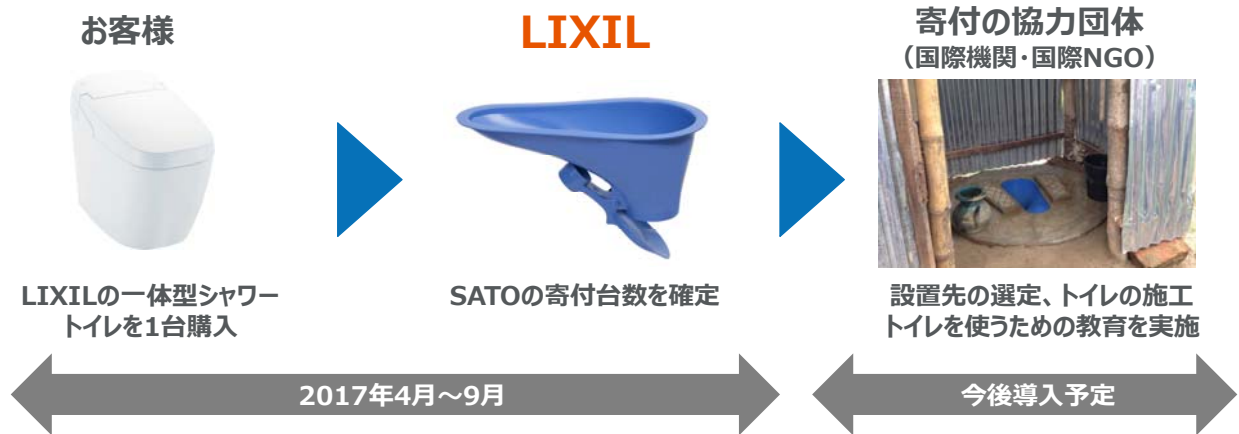 お客様
LIXIL
寄付の協力団体
（国際機関・国際NGO）
LIXILの一体型シャワー
トイレを1台購入
SATOの寄付台数を確定
設置先の選定、トイレの施工
トイレを使うための教育を実施
2017年4月～9月
今後導入予定